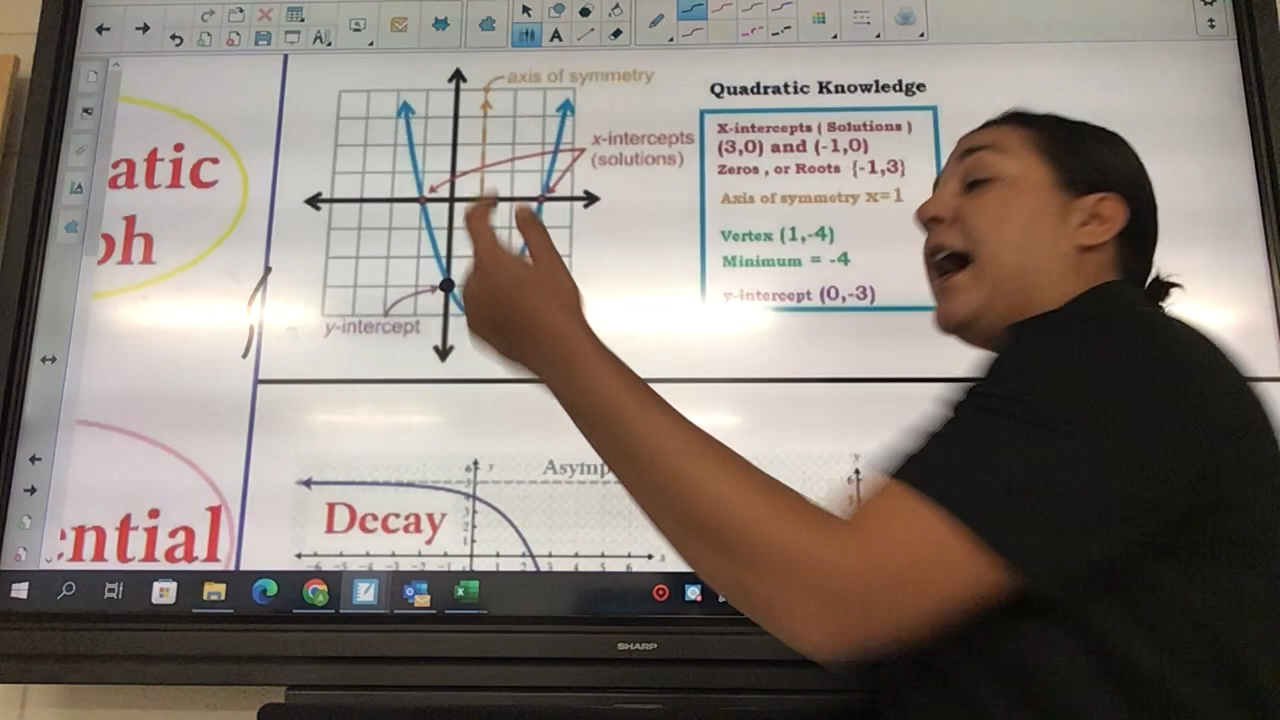 axis of symmetry
x-intercepts
(solutions)
y-intercept
Quadratic Knowledge
X-intercepts ( Solutions )
(3,0) and (-1,0)
Zeros , or Roots {-1,3}
Axis of symmetry x=1
Vertex (1,-4)
Minimum = -4
y-intercept (0,-3)
atic
ph
ential
Decay
y
x
y
SHARP